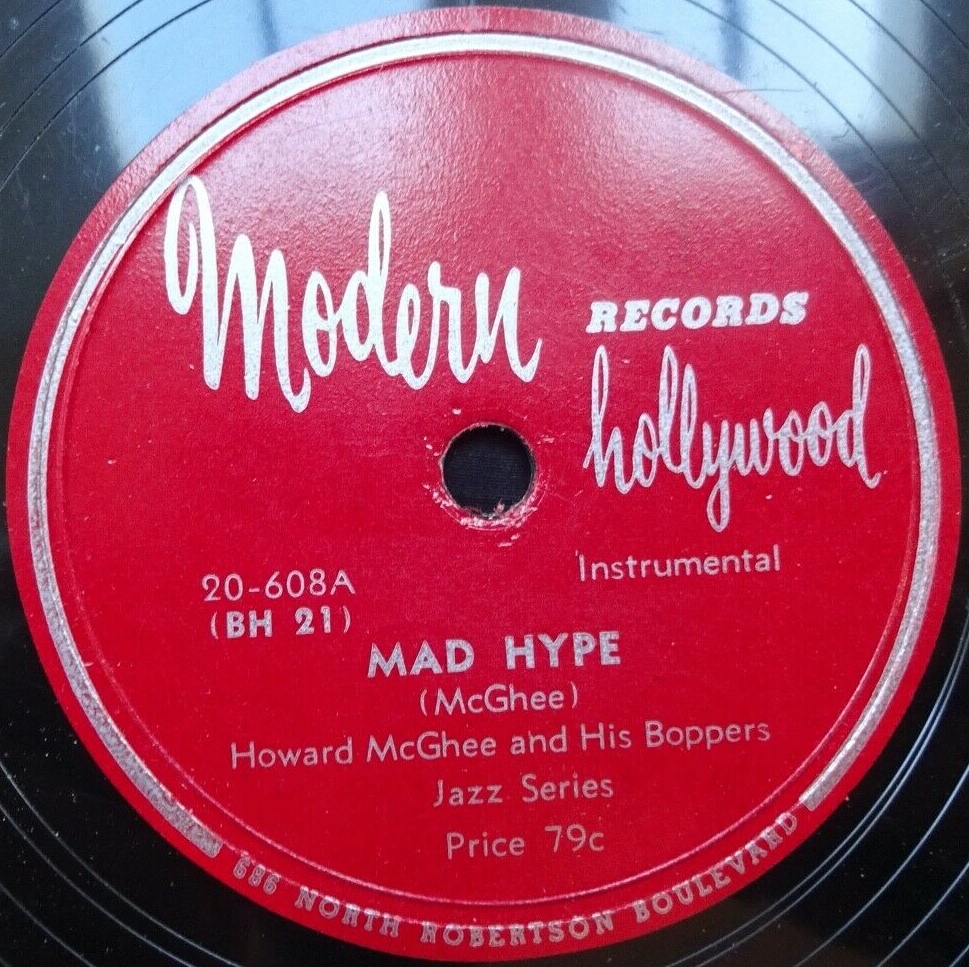 Modern RECORDS
hollywood
Instrumental
20-608A
(BH 21)
MAD HYPE
(McGhee)
Howard McGhee and His Boppers
Jazz Series
Price 79c
686 NORTH ROBERTSON BOULEVARD